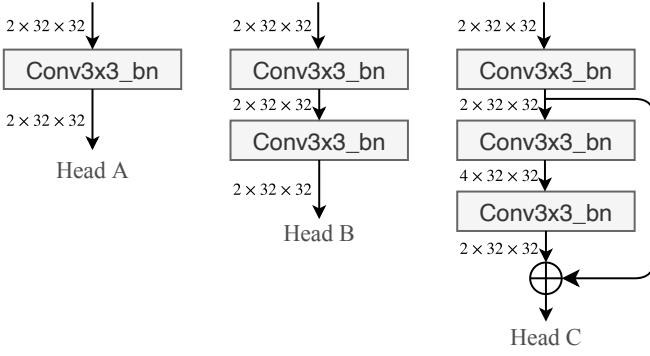 2 × 32 × 32
Conv3x3_bn
2 × 32 × 32
Head A
2 × 32 × 32
Conv3x3_bn
2 × 32 × 32
Conv3x3_bn
2 × 32 × 32
Head B
2 × 32 × 32
Conv3x3_bn
2 × 32 × 32
Conv3x3_bn
4 × 32 × 32
Conv3x3_bn
2 × 32 × 32
Head C